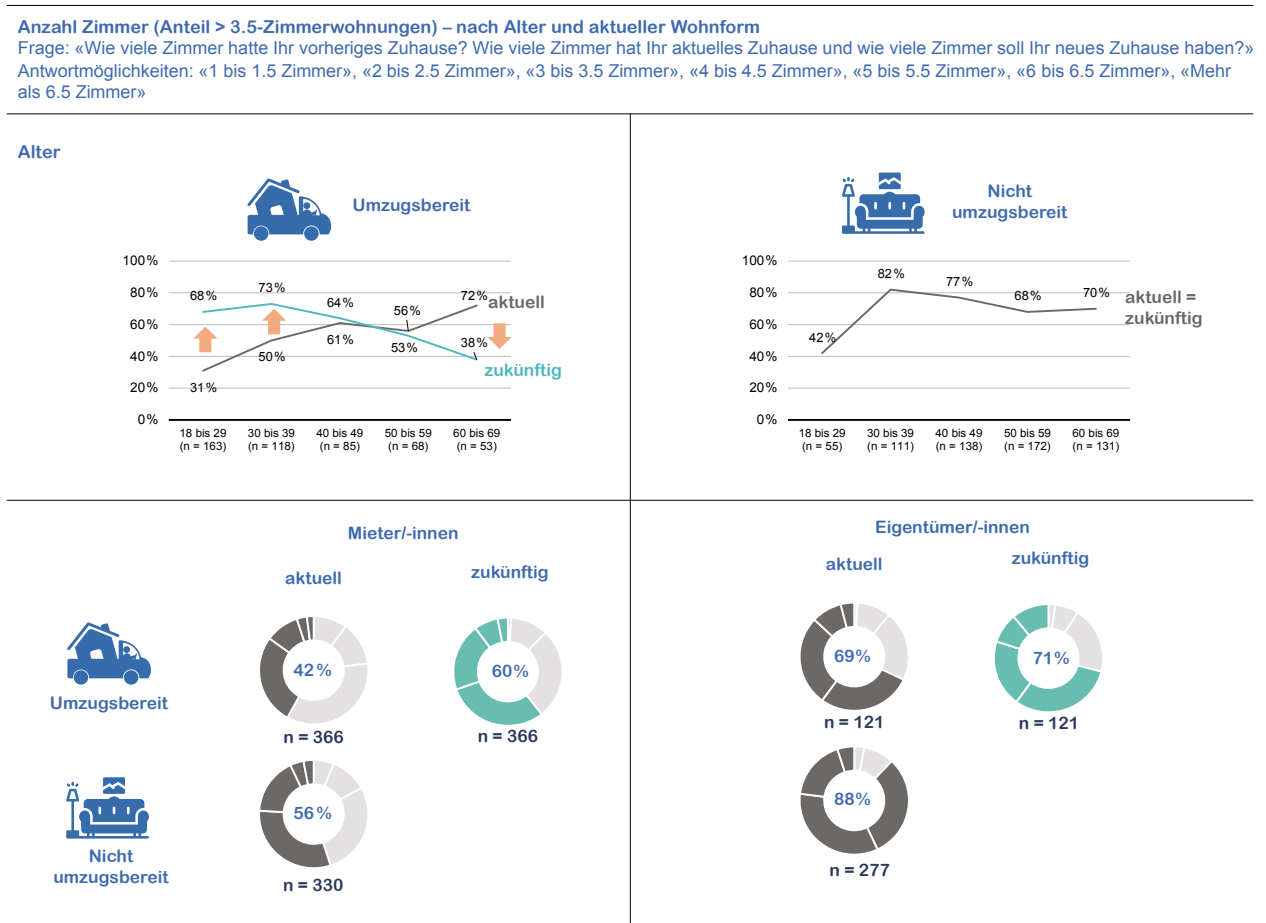 Anzahl Zimmer (Anteil > 3.5-Zimmerwohnungen) – nach Alter und aktueller Wohnform
Frage: «Wie viele Zimmer hatte Ihr vorheriges Zuhause? Wie viele Zimmer hat Ihr aktuelles Zuhause und wie viele Zimmer soll Ihr neues Zuhause haben?»
Antwortmöglichkeiten: «1 bis 1.5 Zimmer», «2 bis 2.5 Zimmer», «3 bis 3.5 Zimmer», «4 bis 4.5 Zimmer», «5 bis 5.5 Zimmer», «6 bis 6.5 Zimmer», «Mehr
als 6.5 Zimmer»
Alter
Umzugsbereit
100%
80%
60%
40%
20%
0%
68%
73%
64%
56%
72%
aktuell
31%
50%
61%
53%
38%
zukünftig
18 bis 29
(n = 163)
30 bis 39
(n = 118)
40 bis 49
(n = 85)
50 bis 59
(n = 68)
60 bis 69
(n = 53)
Nicht
umzugsbereit
100%
80%
60%
40%
20%
0%
42%
82%
77%
68%
70%
aktuell =
zukünftig
18 bis 29
(n = 55)
30 bis 39
(n = 111)
40 bis 49
(n = 138)
50 bis 59
(n = 172)
60 bis 69
(n = 131)
Mieter/-innen
aktuell
zukünftig
Umzugsbereit
42%
n = 366
60%
n = 366
Nicht
umzugsbereit
56%
n = 330
Eigentümer/-innen
aktuell
zukünftig
69%
n = 121
71%
n = 121
88%
n = 277